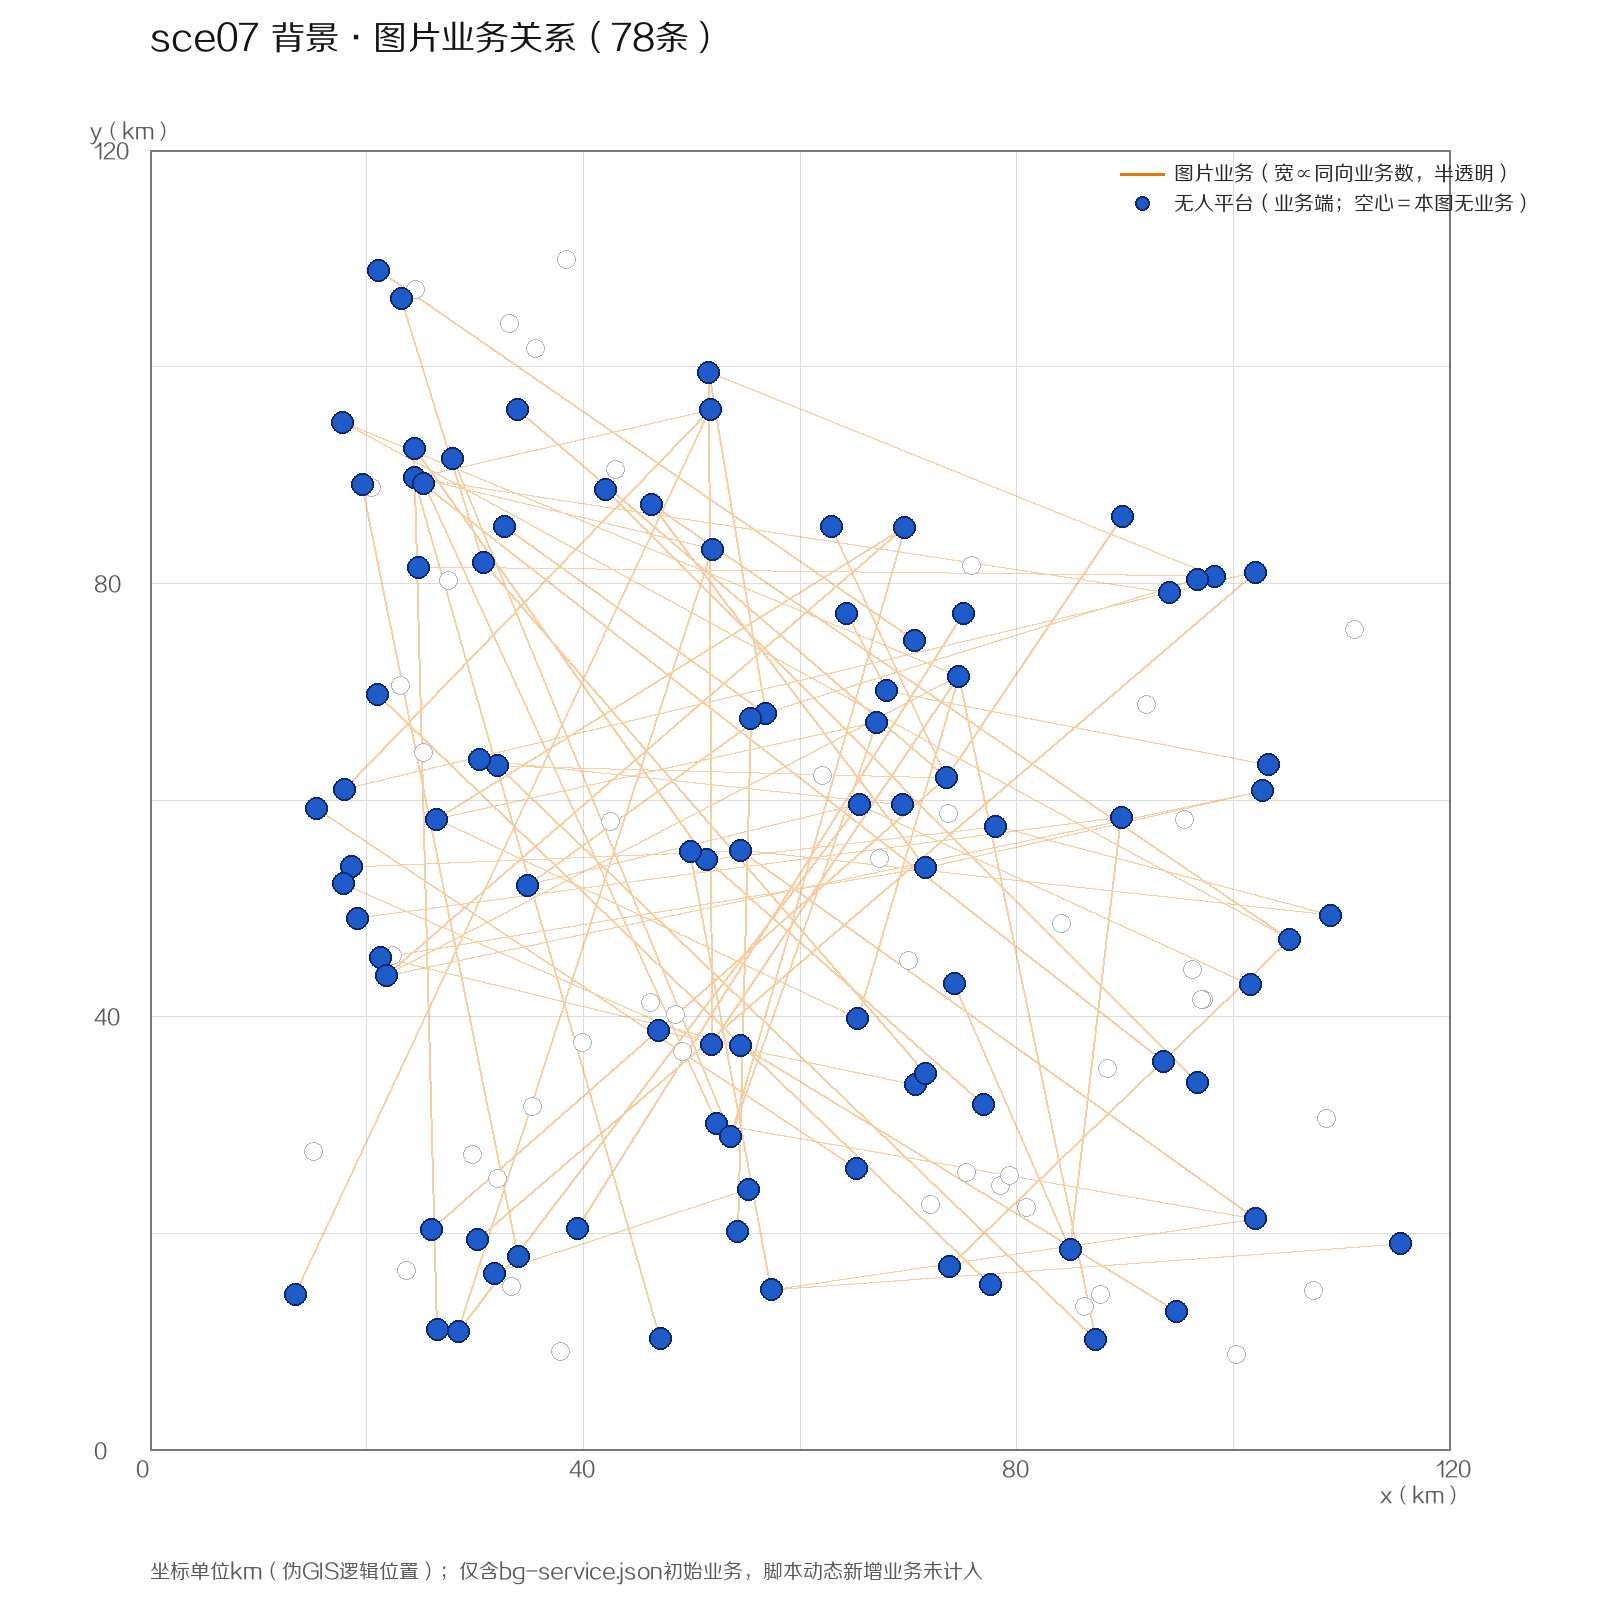 sce07 背景·图片业务关系（78条）
y（km）
120
图片业务（宽∝同向业务数，半透明）
无人平台（业务端；空心＝本图无业务）
80
40
0
0 40 80 120
x（km）
坐标单位km（伪GIS逻辑位置）；仅含bg-service.json初始业务，脚本动态新增业务未计入